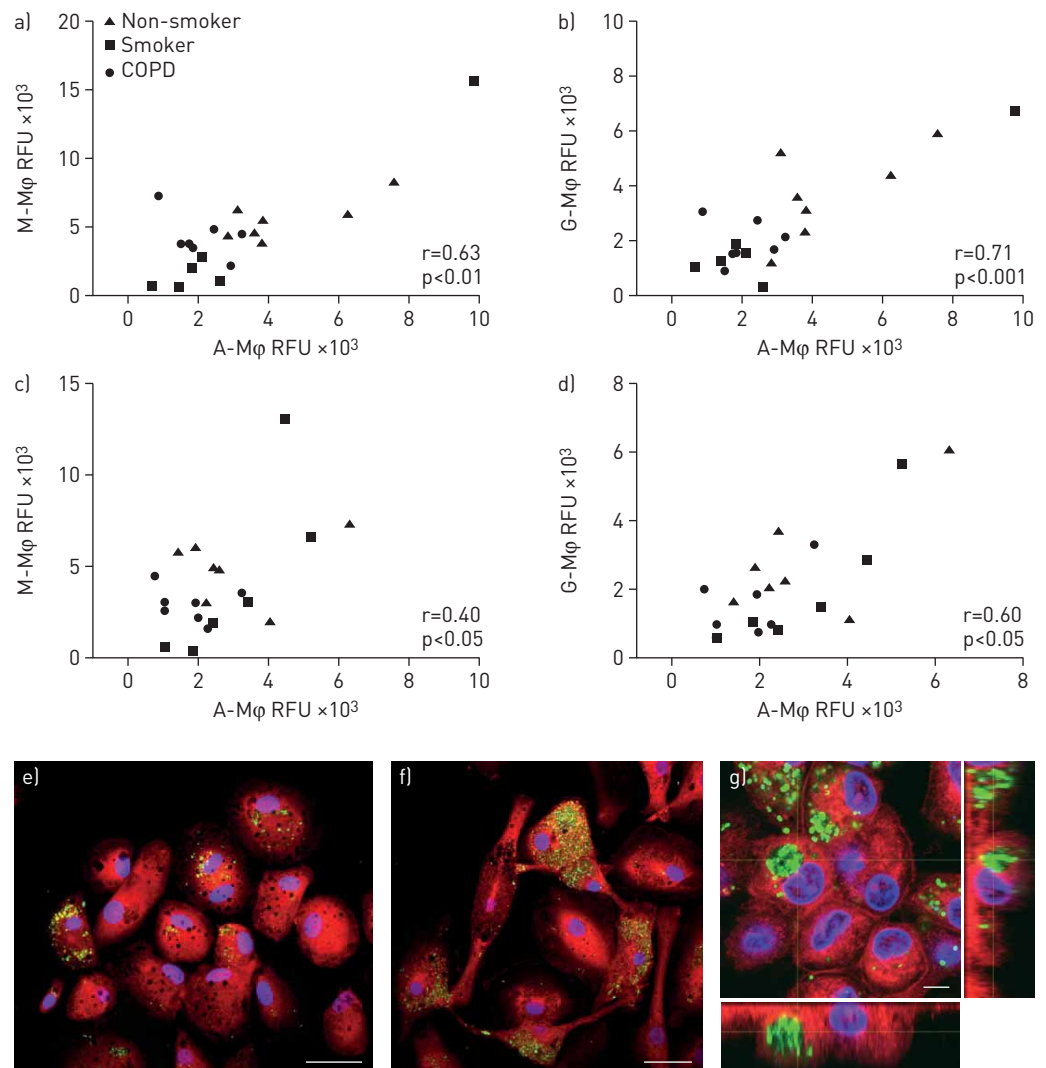 a)
▲ Non-smoker
■ Smoker
● COPD
20
15
10
5
0
M-Mφ RFU ×10³
0 2 4 6 8 10
A-Mφ RFU ×10³
r=0.63
p<0.01
b)
10
8
6
4
2
0
G-Mφ RFU ×10³
0 2 4 6 8 10
A-Mφ RFU ×10³
r=0.71
p<0.001
c)
15
10
5
0
M-Mφ RFU ×10³
0 2 4 6 8 10
A-Mφ RFU ×10³
r=0.40
p<0.05
d)
8
6
4
2
0
G-Mφ RFU ×10³
0 2 4 6 8
A-Mφ RFU ×10³
r=0.60
p<0.05
e)
f)
g)